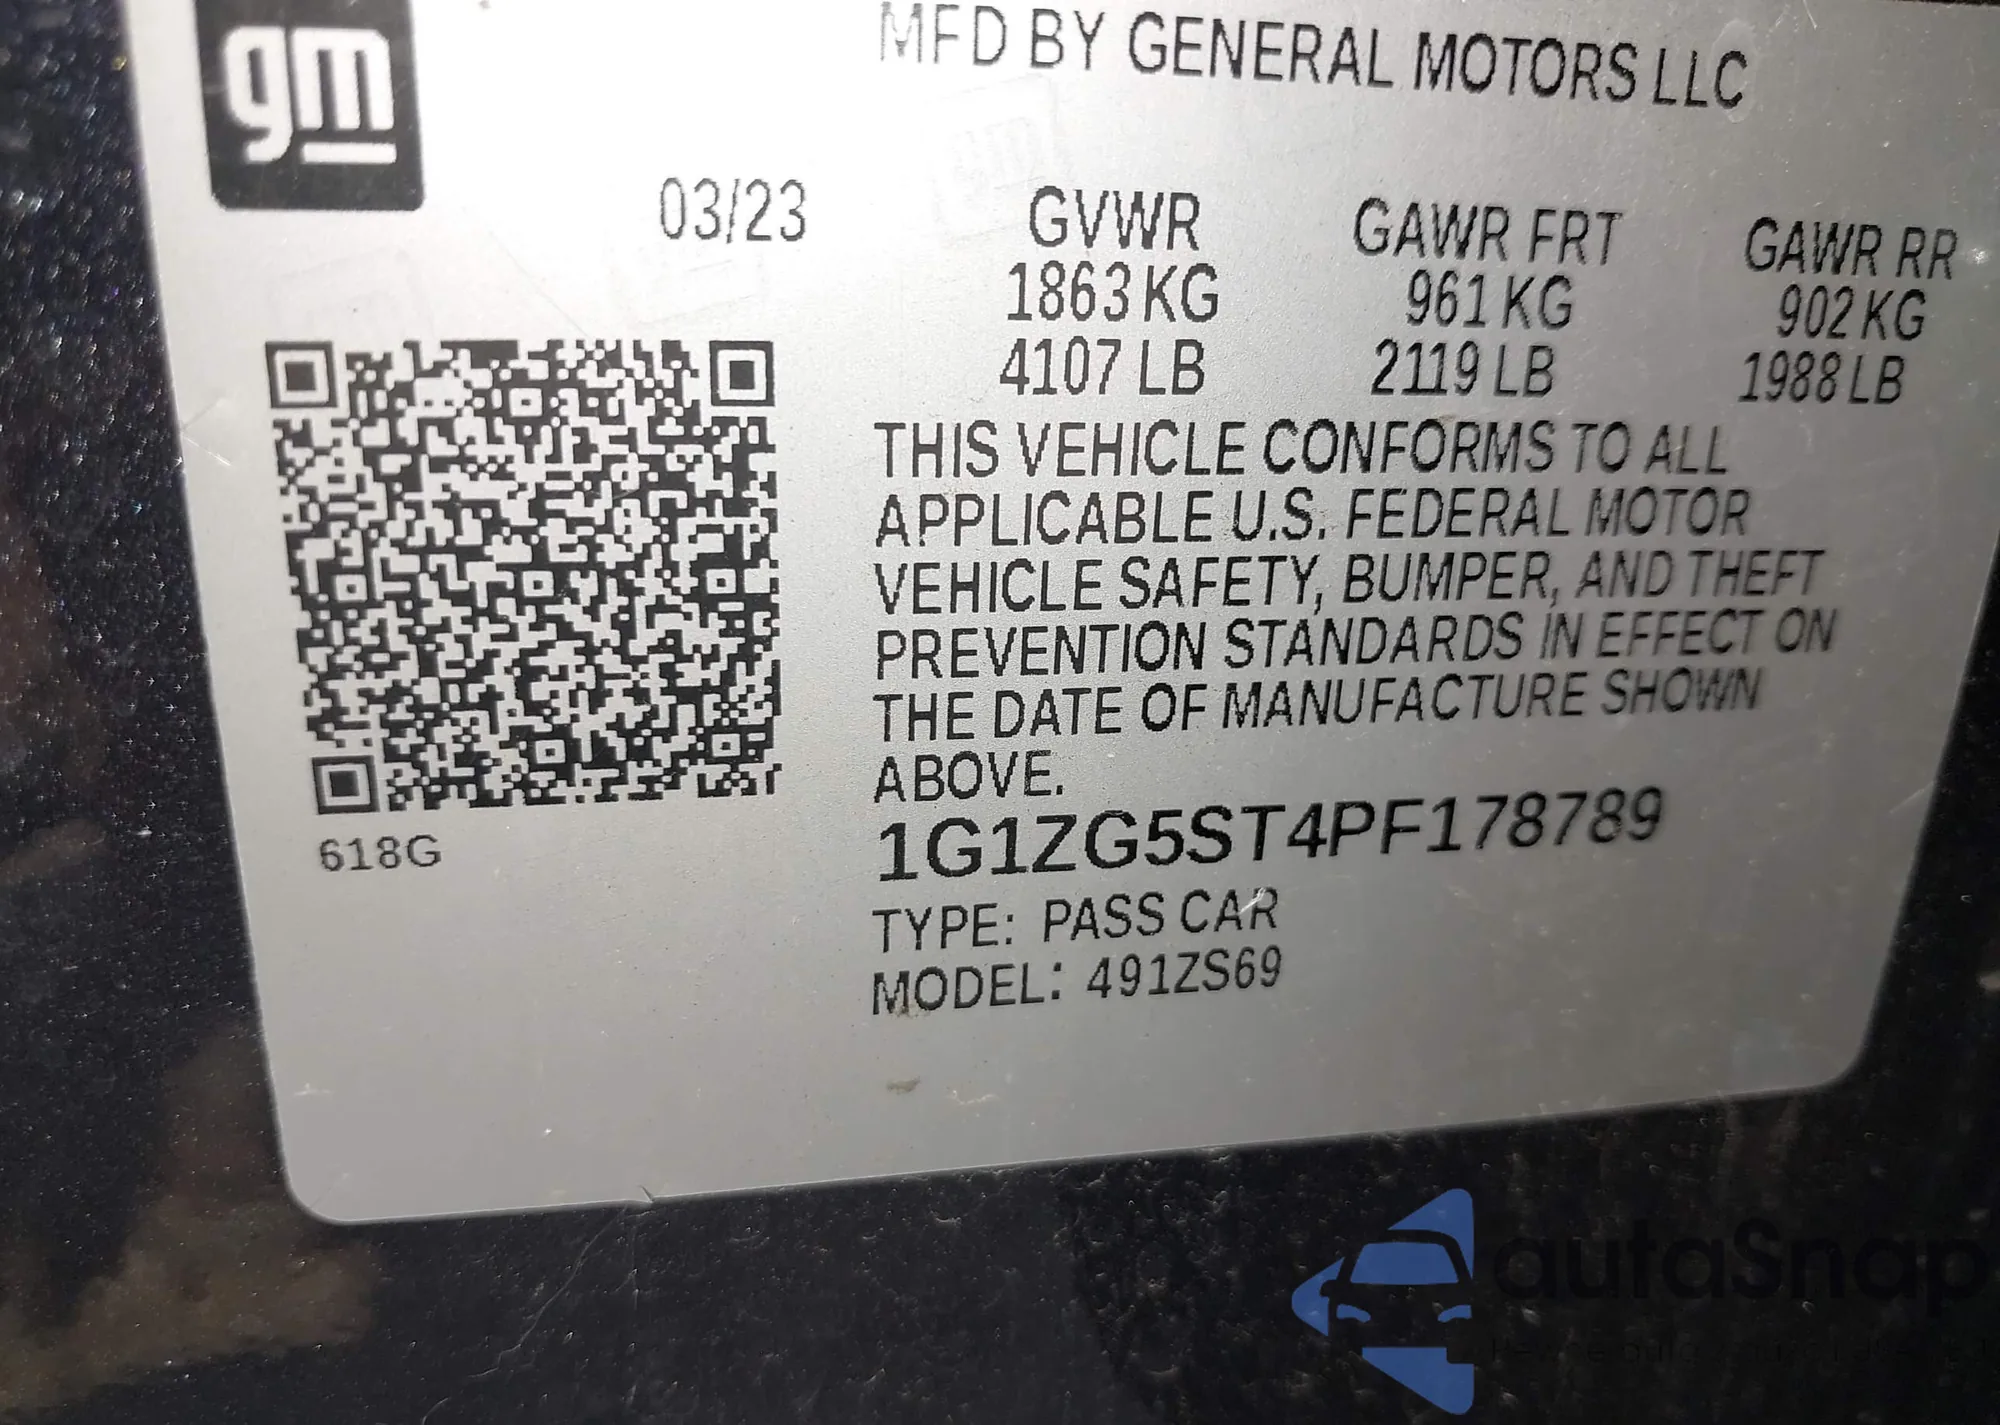 gm
MFD BY GENERAL MOTORS LLC
03/23
GVWR GAWR FRT GAWR RR
1863 KG 961 KG 902 KG
4107 LB 2119 LB 1988 LB
THIS VEHICLE CONFORMS TO ALL
APPLICABLE U.S. FEDERAL MOTOR
VEHICLE SAFETY, BUMPER, AND THEFT
PREVENTION STANDARDS IN EFFECT ON
THE DATE OF MANUFACTURE SHOWN
ABOVE.
1G1ZG5ST4PF178789
TYPE: PASS CAR
MODEL: 491ZS69
618G
autoSnap